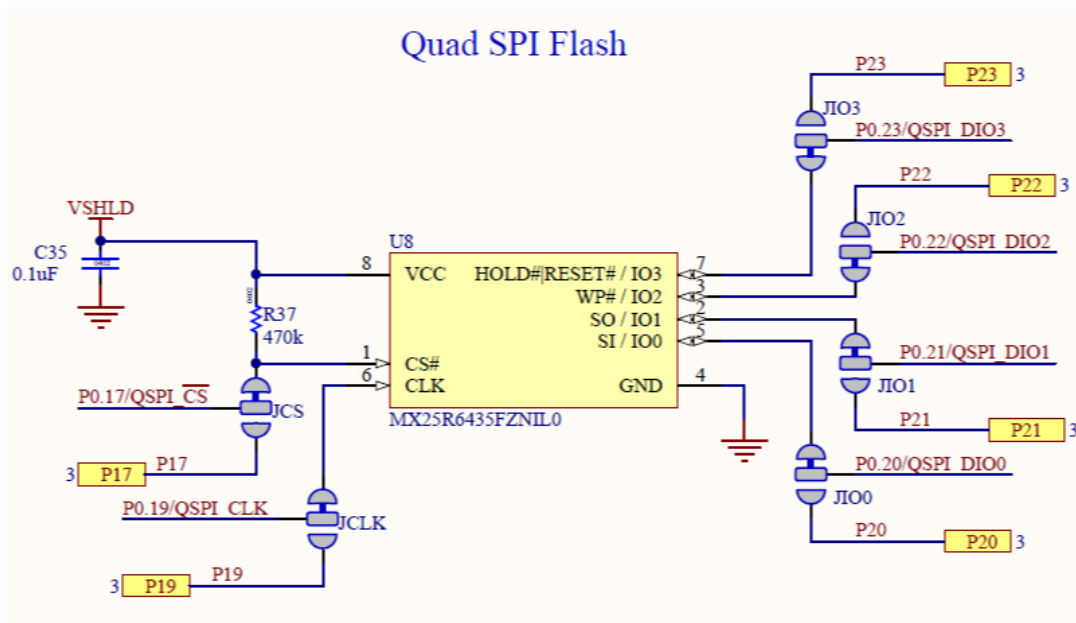 Quad SPI Flash
P23
P23 3
JIO3
P0.23/QSPI_DIO3
P22
P22 3
JIO2
P0.22/QSPI_DIO2
VSHLD
C35
0.1uF
0402
U8
8 VCC
HOLD#|RESET# / IO3 7
WP# / IO2 3
SO / IO1 2
SI / IO0 5
0402
R37
470k
1 CS#
6 CLK
GND 4
MX25R6435FZNIL0
P0.21/QSPI_DIO1
JIO1
P21
P21 3
P0.17/QSPI_CS
JCS
3 P17
P17
P0.20/QSPI_DIO0
JIO0
P20
P20 3
P0.19/QSPI_CLK
JCLK
3 P19
P19